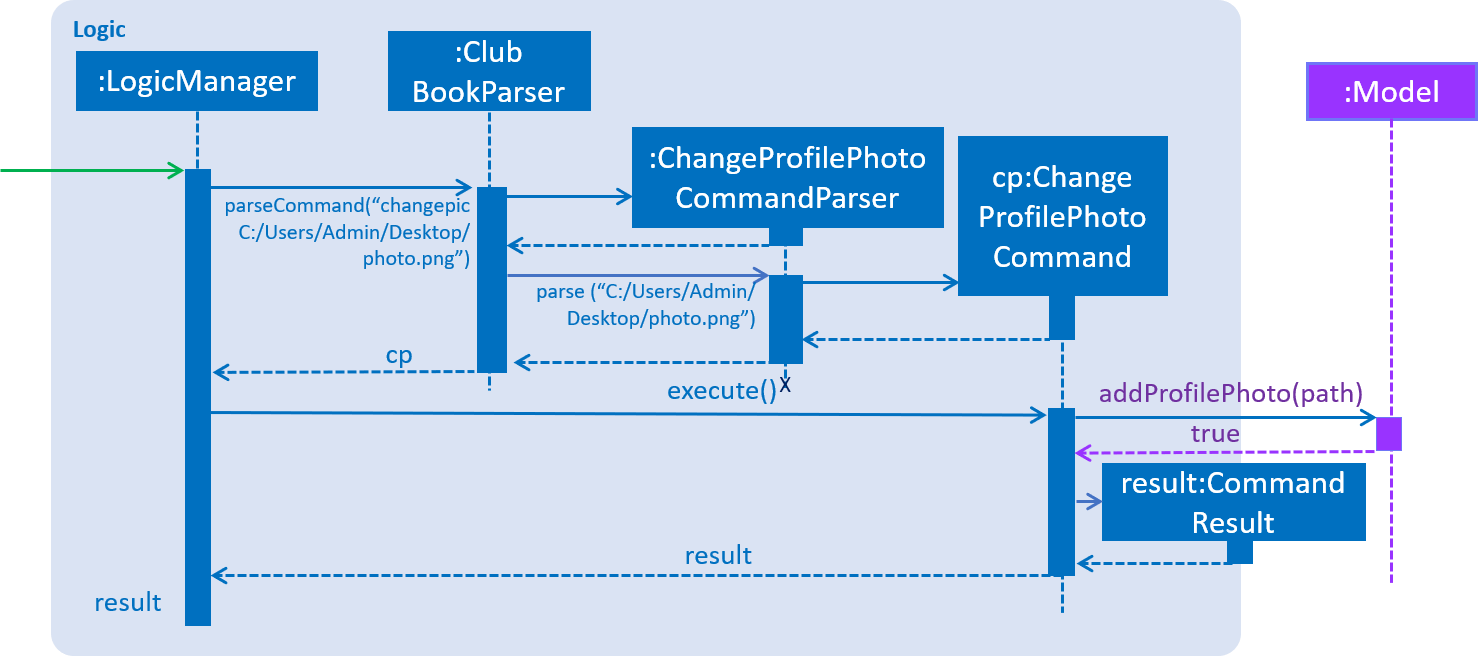 Logic
:LogicManager
:Club
BookParser
:Model
:ChangeProfilePhoto
CommandParser
cp:Change
ProfilePhoto
Command
parseCommand(“changepic
C:/Users/Admin/Desktop/
photo.png”)
parse (“C:/Users/Admin/
Desktop/photo.png”)
cp
execute()
X
addProfilePhoto(path)
true
result:Command
Result
result
result